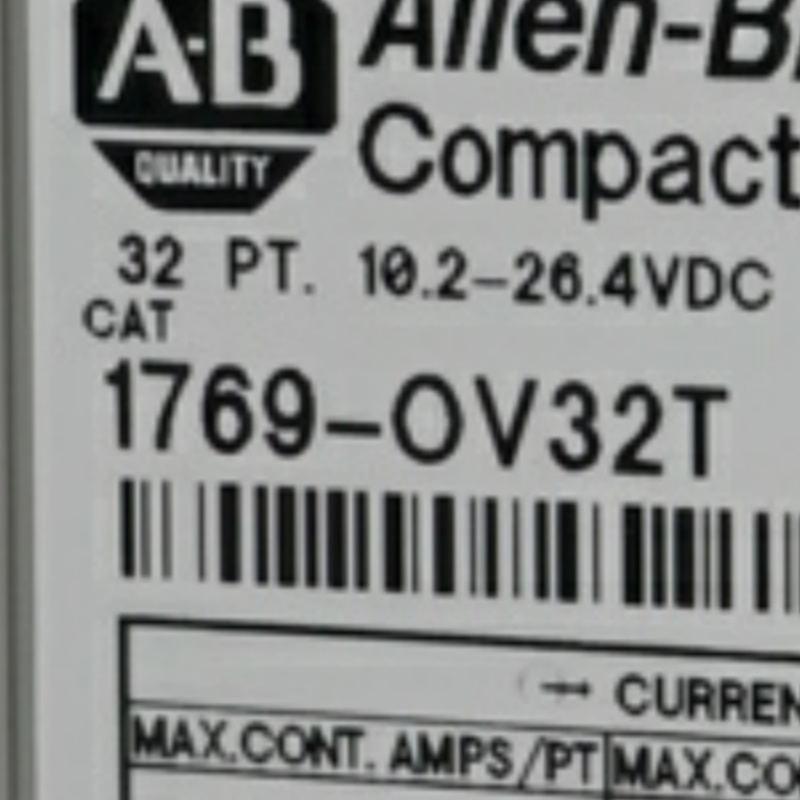 A-B Allen-B
QUALITY Compact
32 PT. 10.2-26.4VDC
CAT
1769-OV32T
CURREN
MAX.CONT. AMPS/PT MAX.CO